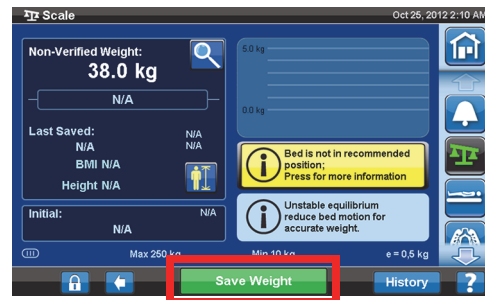 Scale
Oct 25, 2012 2:10 AM
Non-Verified Weight:
38.0 kg
N/A
Last Saved:
N/A
N/A
N/A
BMI N/A
Height N/A
Initial:
N/A
N/A
5.0 kg
0.0 kg
Bed is not in recommended
position;
Press for more information
Unstable equilibrium
reduce bed motion for
accurate weight.
Max 250 kg
Min 10 kg
e = 0,5 kg
Save Weight
History
?